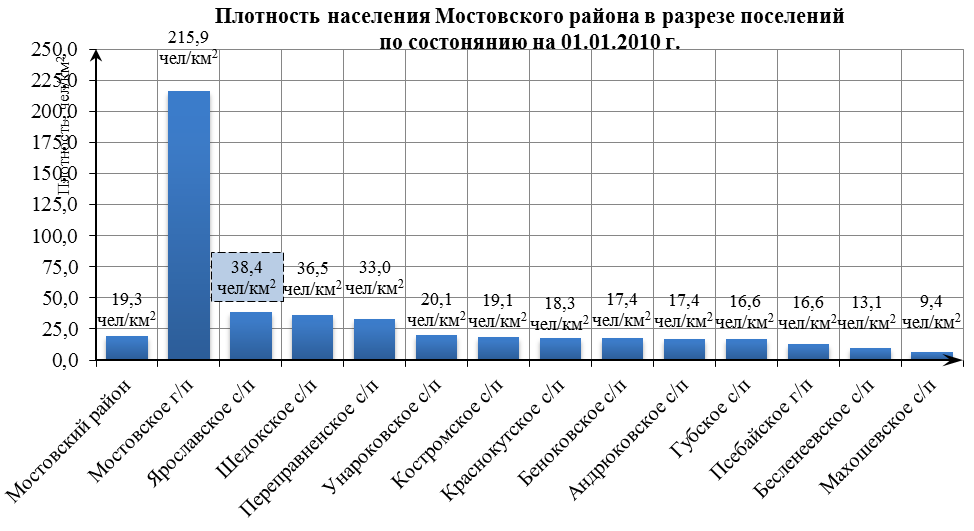 Плотность населения Мостовского района в разрезе поселений
по состонянию на 01.01.2010 г.
250,0
225,0
200,0
175,0
150,0
125,0
100,0
75,0
50,0
25,0
0,0
Плотность, чел/км2
19,3
чел/км2
215,9
чел/км2
38,4
чел/км2
36,5
чел/км2
33,0
чел/км2
20,1
чел/км2
19,1
чел/км2
18,3
чел/км2
17,4
чел/км2
17,4
чел/км2
16,6
чел/км2
16,6
чел/км2
13,1
чел/км2
9,4
чел/км2
Мостовский район
Мостовское г/п
Ярославское с/п
Шедокское с/п
Переправненское с/п
Унароковское с/п
Костромское с/п
Краснокутское с/п
Беноковское с/п
Андрюковское с/п
Губское с/п
Псебайское г/п
Бесленеевское с/п
Махошевское с/п